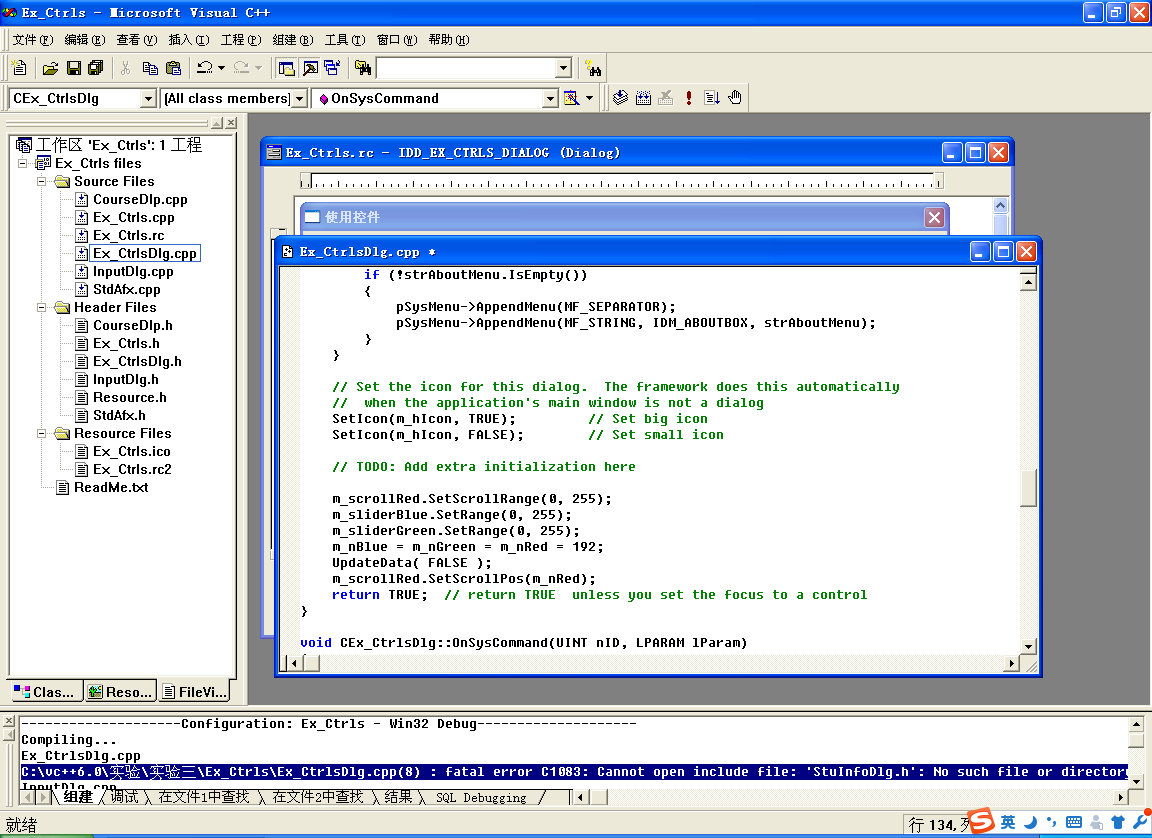 Ex_Ctrls - Microsoft Visual C++
文件(F) 编辑(E) 查看(V) 插入(I) 工程(P) 组建(B) 工具(T) 窗口(W) 帮助(H)
CEx_CtrlsDlg [All class members] OnSysCommand
工作区 'Ex_Ctrls': 1 工程
Ex_Ctrls files
Source Files
CourseDlp.cpp
Ex_Ctrls.cpp
Ex_Ctrls.rc
Ex_CtrlsDlg.cpp
InputDlg.cpp
StdAfx.cpp
Header Files
CourseDlp.h
Ex_Ctrls.h
Ex_CtrlsDlg.h
InputDlg.h
Resource.h
StdAfx.h
Resource Files
Ex_Ctrls.ico
Ex_Ctrls.rc2
ReadMe.txt
Clas... Reso... FileVi...
Ex_Ctrls.rc - IDD_EX_CTRLS_DIALOG (Dialog)
使用控件
Ex_CtrlsDlg.cpp *
if (!strAboutMenu.IsEmpty())
{
pSysMenu->AppendMenu(MF_SEPARATOR);
pSysMenu->AppendMenu(MF_STRING, IDM_ABOUTBOX, strAboutMenu);
}
}
// Set the icon for this dialog.  The framework does this automatically
//  when the application's main window is not a dialog
SetIcon(m_hIcon, TRUE);         // Set big icon
SetIcon(m_hIcon, FALSE);        // Set small icon
// TODO: Add extra initialization here
m_scrollRed.SetScrollRange(0, 255);
m_sliderBlue.SetRange(0, 255);
m_sliderGreen.SetRange(0, 255);
m_nBlue = m_nGreen = m_nRed = 192;
UpdateData( FALSE );
m_scrollRed.SetScrollPos(m_nRed);
return TRUE;  // return TRUE  unless you set the focus to a control
}
void CEx_CtrlsDlg::OnSysCommand(UINT nID, LPARAM lParam)
--------------------Configuration: Ex_Ctrls - Win32 Debug--------------------
Compiling...
Ex_CtrlsDlg.cpp
C:\vc++6.0\实验\实验三\Ex_Ctrls\Ex_CtrlsDlg.cpp(8) : fatal error C1083: Cannot open include file: 'StuInfoDlg.h': No such file or directory
InputDlg.cpp
组建 调试 在文件1中查找 在文件2中查找 结果 SQL Debugging
就绪 行 134, 列
S 英